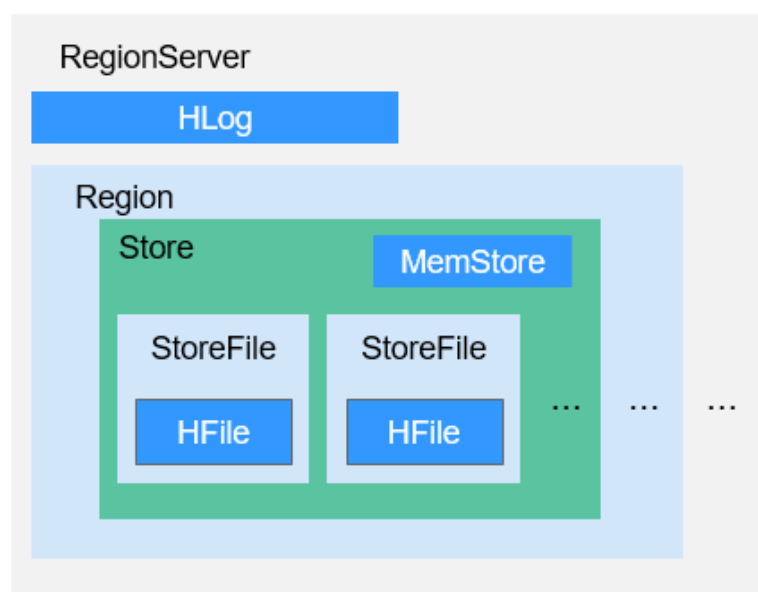 RegionServer
HLog
Region
Store
MemStore
StoreFile
StoreFile
HFile
HFile
... ... ...